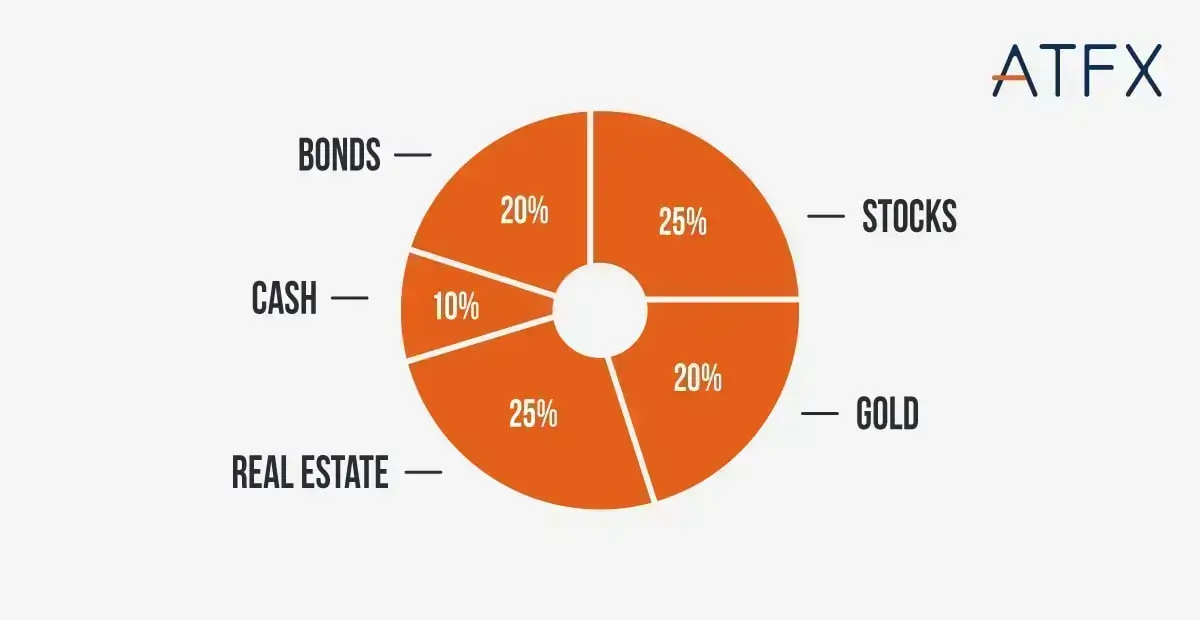 ATFX
BONDS
20%
25%
STOCKS
CASH
10%
20%
GOLD
25%
REAL ESTATE